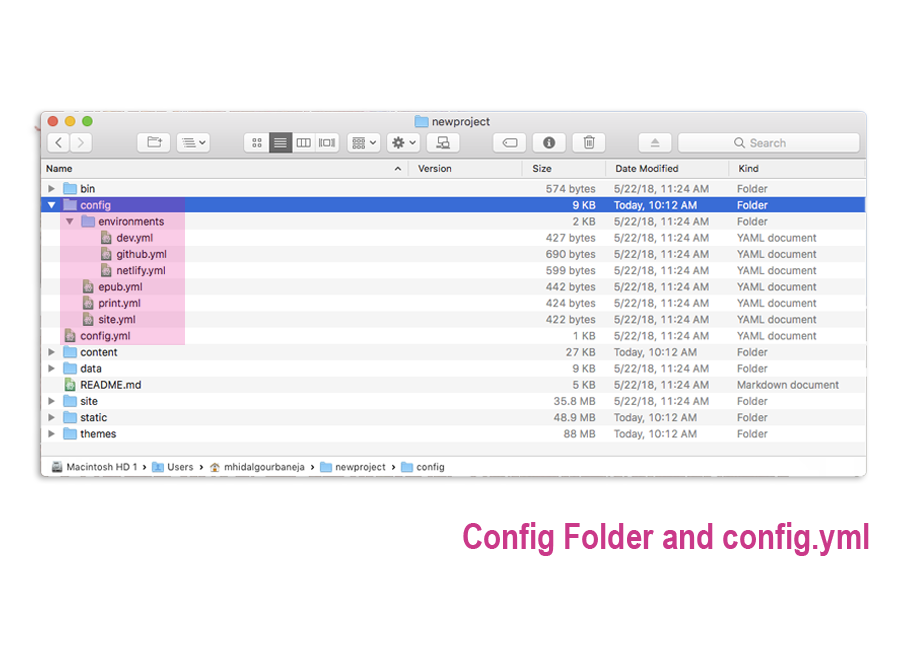 newproject
Search
Name Version Size Date Modified Kind
bin 574 bytes 5/22/18, 11:24 AM Folder
config 9 KB Today, 10:12 AM Folder
environments 2 KB 5/22/18, 11:24 AM Folder
dev.yml 427 bytes 5/22/18, 11:24 AM YAML document
github.yml 690 bytes 5/22/18, 11:24 AM YAML document
netlify.yml 599 bytes 5/22/18, 11:24 AM YAML document
epub.yml 442 bytes 5/22/18, 11:24 AM YAML document
print.yml 424 bytes 5/22/18, 11:24 AM YAML document
site.yml 422 bytes 5/22/18, 11:24 AM YAML document
config.yml 1 KB 5/22/18, 11:24 AM YAML document
content 27 KB Today, 10:12 AM Folder
data 9 KB 5/22/18, 11:24 AM Folder
README.md 5 KB 5/22/18, 11:24 AM Markdown document
site 35.8 MB 5/22/18, 11:24 AM Folder
static 48.9 MB Today, 10:12 AM Folder
themes 88 MB Today, 10:12 AM Folder
Macintosh HD 1 › Users › mhidalgourbaneja › newproject › config
Config Folder and config.yml